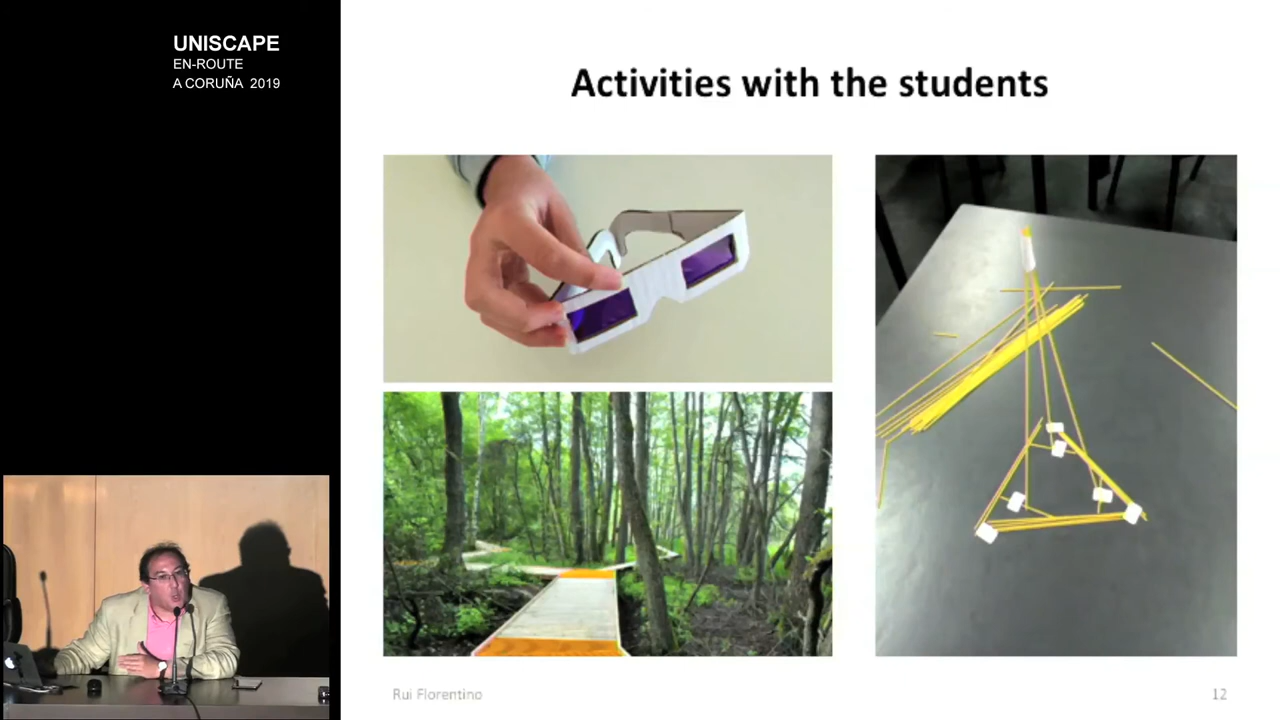 UNISCAPE
EN-ROUTE
A CORUÑA 2019
Activities with the students
Rui Florentino
12